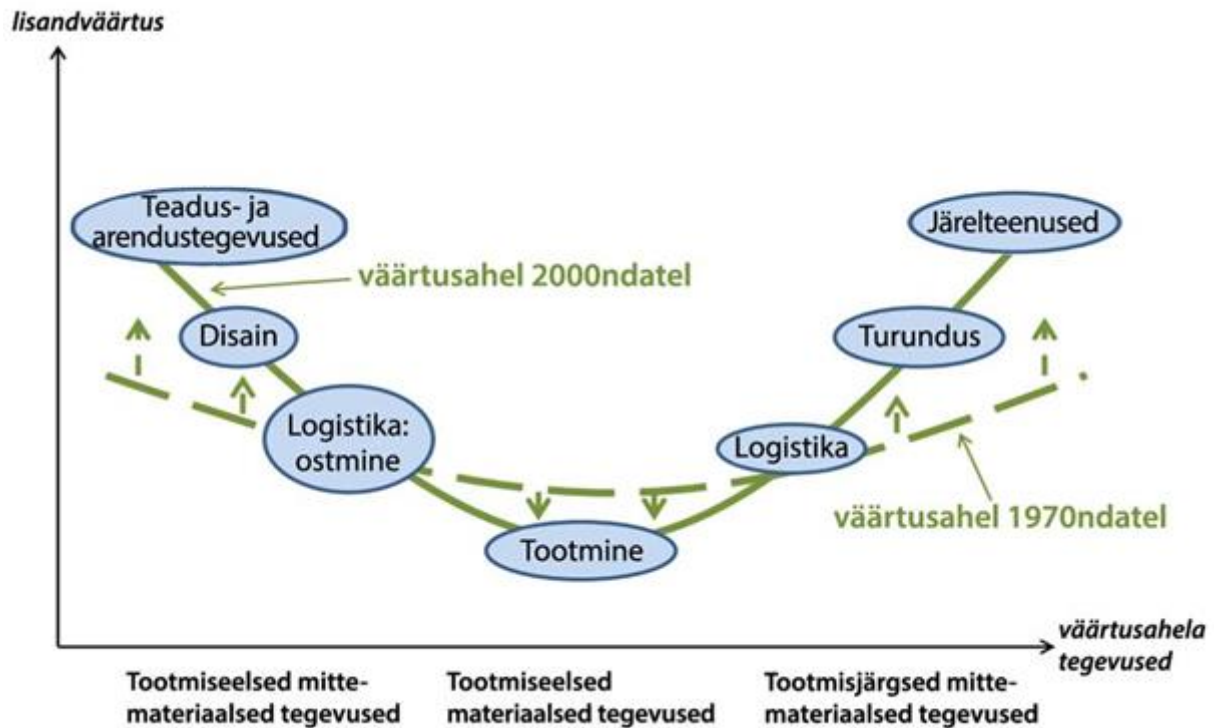 lisandväärtus
Teadus- ja
arendustegevused
Järelteenused
väärtusahel 2000ndatel
Disain
Turundus
Logistika:
ostmine
Logistika
väärtusahel 1970ndatel
Tootmine
väärtusahela
tegevused
Tootmiseelsed mitte-
materiaalsed tegevused
Tootmiseelsed
materiaalsed tegevused
Tootmisjärgsed mitte-
materiaalsed tegevused